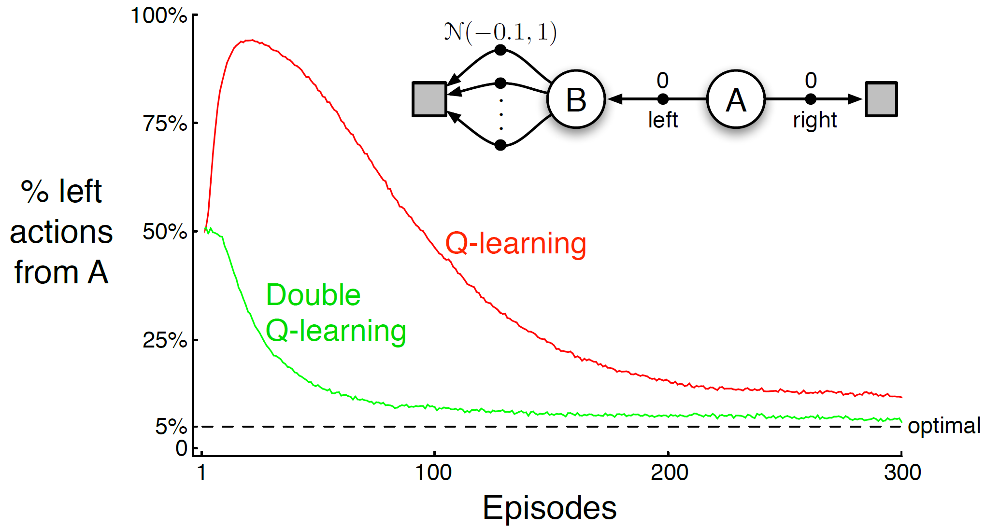 100%
75%
50%
25%
5%
0
% left
actions
from A
𝒩(−0.1, 1)
B
A
0
0
left
right
Q-learning
Double
Q-learning
optimal
1
100
200
300
Episodes